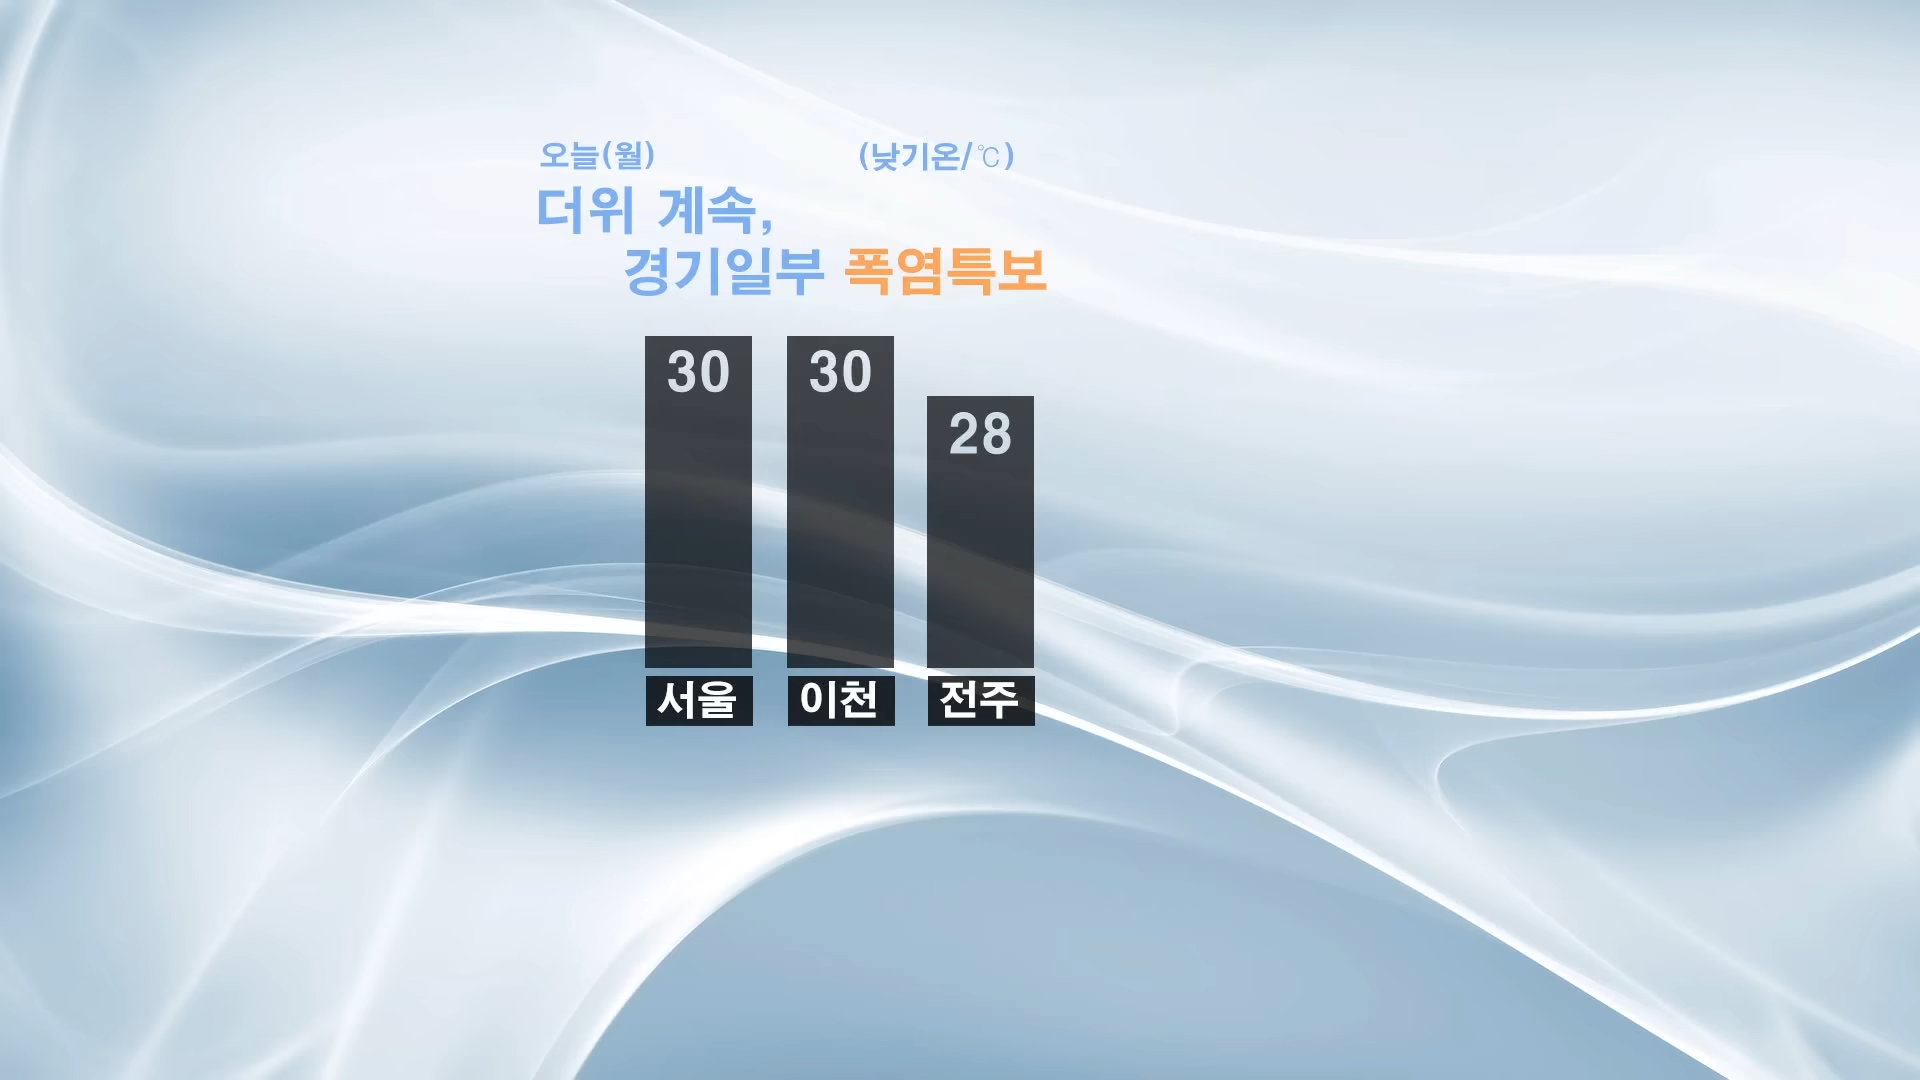 오늘(월) (낮기온/℃)
더위 계속,
경기일부 폭염특보
30 30 28
서울 이천 전주